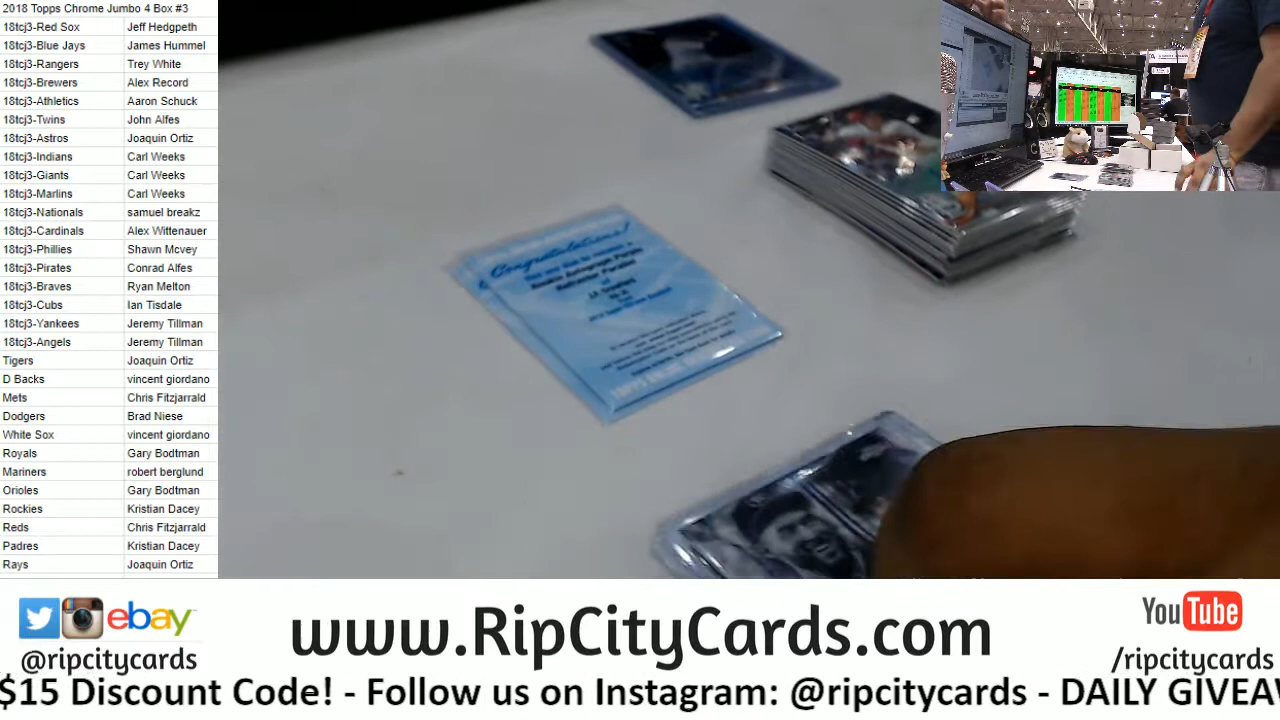 2018 Topps Chrome Jumbo 4 Box #3
18tcj3-Red Sox Jeff Hedgpeth
18tcj3-Blue Jays James Hummel
18tcj3-Rangers Trey White
18tcj3-Brewers Alex Record
18tcj3-Athletics Aaron Schuck
18tcj3-Twins John Alfes
18tcj3-Astros Joaquin Ortiz
18tcj3-Indians Carl Weeks
18tcj3-Giants Carl Weeks
18tcj3-Marlins Carl Weeks
18tcj3-Nationals samuel breakz
18tcj3-Cardinals Alex Wittenauer
18tcj3-Phillies Shawn Mcvey
18tcj3-Pirates Conrad Alfes
18tcj3-Braves Ryan Melton
18tcj3-Cubs Ian Tisdale
18tcj3-Yankees Jeremy Tillman
18tcj3-Angels Jeremy Tillman
Tigers Joaquin Ortiz
D Backs vincent giordano
Mets Chris Fitzjarrald
Dodgers Brad Niese
White Sox vincent giordano
Royals Gary Bodtman
Mariners robert berglund
Orioles Gary Bodtman
Rockies Kristian Dacey
Reds Chris Fitzjarrald
Padres Kristian Dacey
Rays Joaquin Ortiz
Congratulations!
Rookie Autograph Purple
Refractor Parallel
of
ebay
@ripcitycards
www.RipCityCards.com
YouTube
/ripcitycards
$15 Discount Code! - Follow us on Instagram: @ripcitycards - DAILY GIVEA